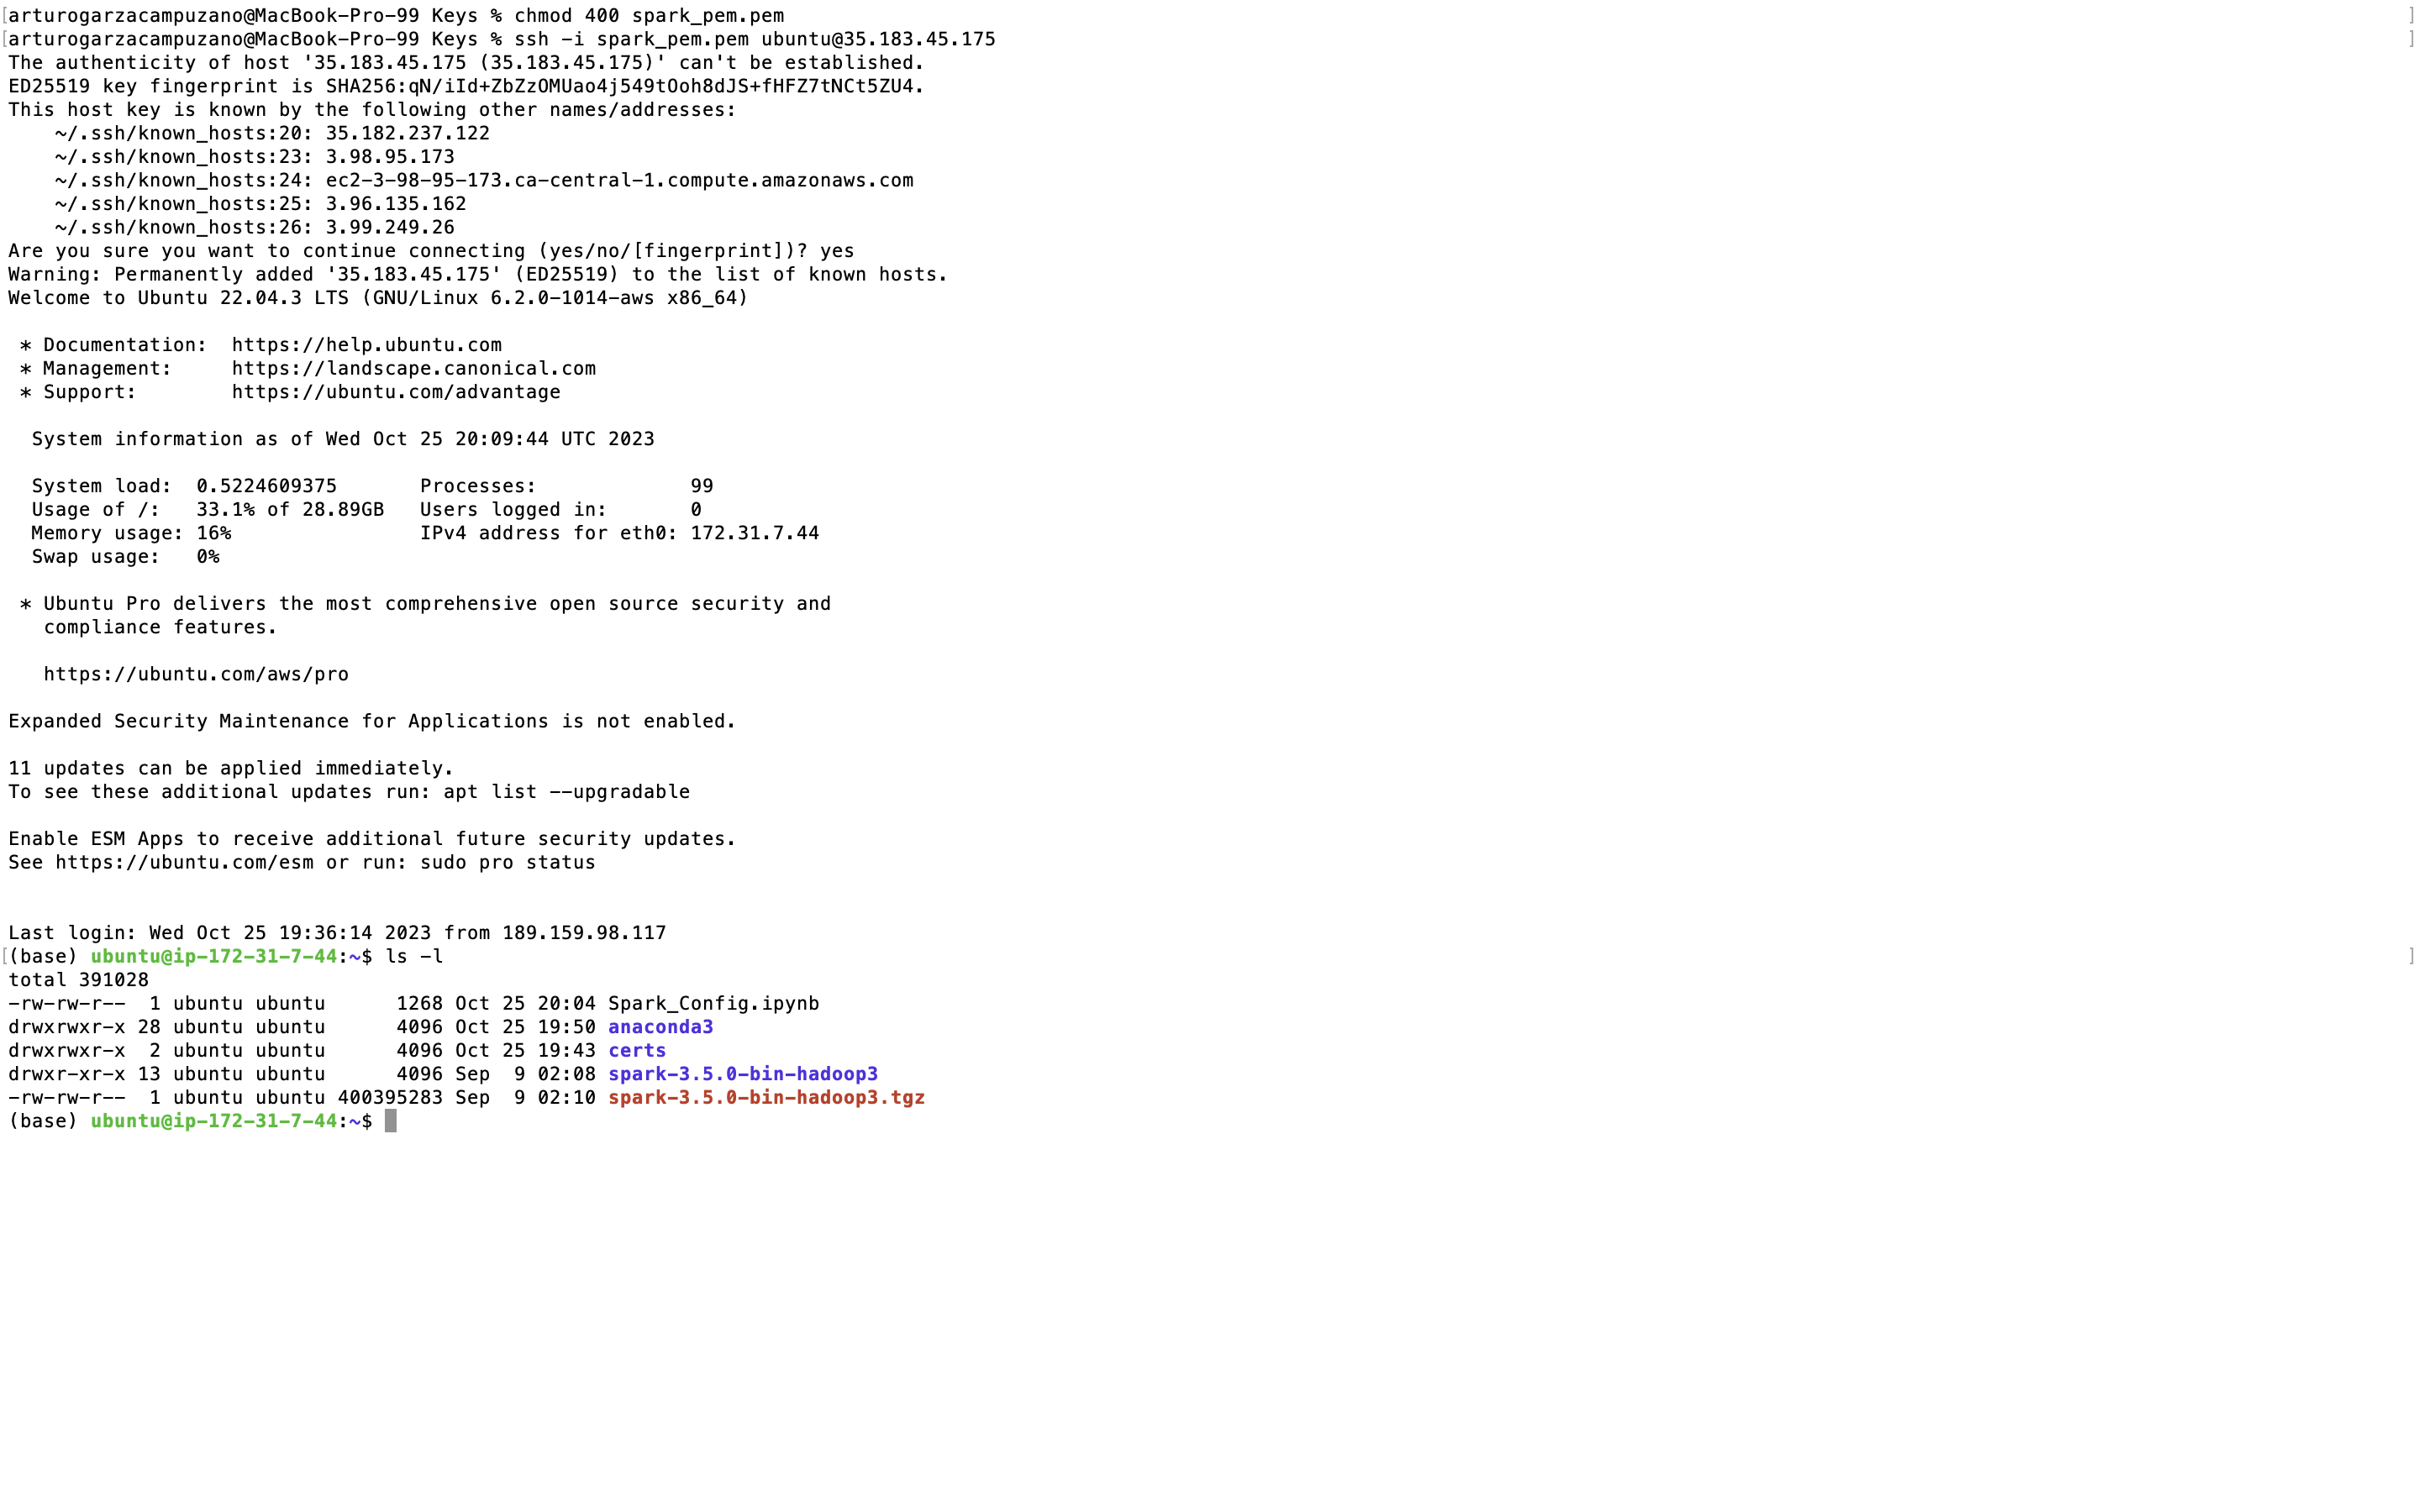 [arturogarzacampuzano@MacBook-Pro-99 Keys % chmod 400 spark_pem.pem ]
[arturogarzacampuzano@MacBook-Pro-99 Keys % ssh -i spark_pem.pem ubuntu@35.183.45.175 ]
The authenticity of host '35.183.45.175 (35.183.45.175)' can't be established.
ED25519 key fingerprint is SHA256:qN/iId+ZbZzOMUao4j549tOoh8dJS+fHFZ7tNCt5ZU4.
This host key is known by the following other names/addresses:
    ~/.ssh/known_hosts:20: 35.182.237.122
    ~/.ssh/known_hosts:23: 3.98.95.173
    ~/.ssh/known_hosts:24: ec2-3-98-95-173.ca-central-1.compute.amazonaws.com
    ~/.ssh/known_hosts:25: 3.96.135.162
    ~/.ssh/known_hosts:26: 3.99.249.26
Are you sure you want to continue connecting (yes/no/[fingerprint])? yes
Warning: Permanently added '35.183.45.175' (ED25519) to the list of known hosts.
Welcome to Ubuntu 22.04.3 LTS (GNU/Linux 6.2.0-1014-aws x86_64)

 * Documentation:  https://help.ubuntu.com
 * Management:     https://landscape.canonical.com
 * Support:        https://ubuntu.com/advantage

  System information as of Wed Oct 25 20:09:44 UTC 2023

  System load:  0.5224609375       Processes:             99
  Usage of /:   33.1% of 28.89GB   Users logged in:       0
  Memory usage: 16%                IPv4 address for eth0: 172.31.7.44
  Swap usage:   0%

 * Ubuntu Pro delivers the most comprehensive open source security and
   compliance features.

   https://ubuntu.com/aws/pro

Expanded Security Maintenance for Applications is not enabled.

11 updates can be applied immediately.
To see these additional updates run: apt list --upgradable

Enable ESM Apps to receive additional future security updates.
See https://ubuntu.com/esm or run: sudo pro status


Last login: Wed Oct 25 19:36:14 2023 from 189.159.98.117
[(base) ubuntu@ip-172-31-7-44:~$ ls -l ]
total 391028
-rw-rw-r--  1 ubuntu ubuntu      1268 Oct 25 20:04 Spark_Config.ipynb
drwxrwxr-x 28 ubuntu ubuntu      4096 Oct 25 19:50 anaconda3
drwxrwxr-x  2 ubuntu ubuntu      4096 Oct 25 19:43 certs
drwxr-xr-x 13 ubuntu ubuntu      4096 Sep  9 02:08 spark-3.5.0-bin-hadoop3
-rw-rw-r--  1 ubuntu ubuntu 400395283 Sep  9 02:10 spark-3.5.0-bin-hadoop3.tgz
(base) ubuntu@ip-172-31-7-44:~$